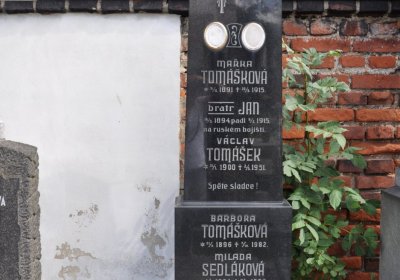 MAŘKA
TOMÁŠKOVÁ
1891 1915.
bratr JAN
1894 padl 1915.
na ruském bojišti.
VÁCLAV
TOMÁŠEK
1900 1951.
Spěte sladce!
BARBORA
TOMÁŠKOVÁ
1896 1982.
MILADA
SEDLÁKOVÁ